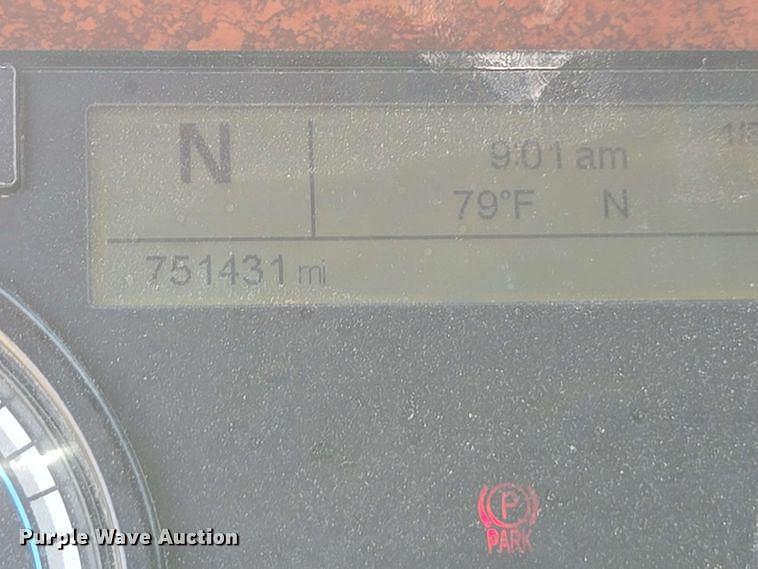 N
9:01 am
79°F N
751431 mi
P
PARK
Purple Wave Auction